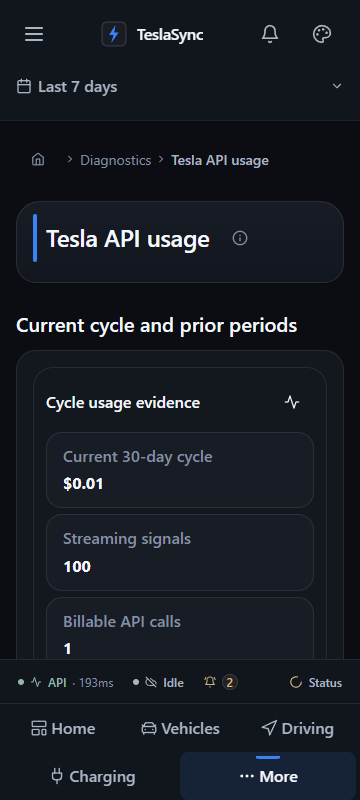 TeslaSync
Last 7 days
Diagnostics Tesla API usage
Tesla API usage
Current cycle and prior periods
Cycle usage evidence
Current 30-day cycle
$0.01
Streaming signals
100
Billable API calls
1
API · 193ms Idle 2 Status
Home Vehicles Driving
Charging More